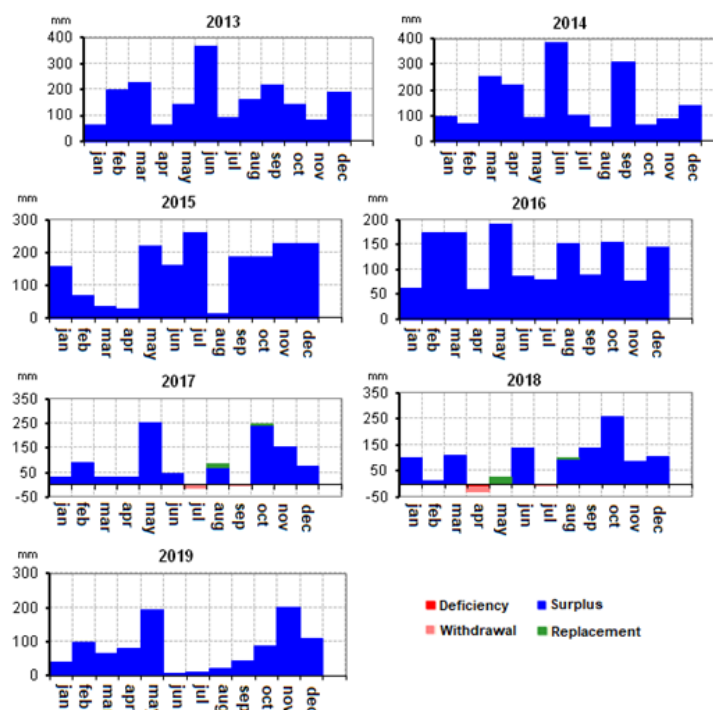 mm 2013
400
300
200
100
0
jan feb mar apr may jun jul aug sep oct nov dec
mm 2014
400
300
200
100
0
jan feb mar apr may jun jul aug sep oct nov dec
mm 2015
300
200
100
0
jan feb mar apr may jun jul aug sep oct nov dec
mm 2016
200
150
100
50
0
jan feb mar apr may jun jul aug sep oct nov dec
mm 2017
350
250
150
50
-50
jan feb mar apr may jun jul aug sep oct nov dec
mm 2018
350
250
150
50
-50
jan feb mar apr may jun jul aug sep oct nov dec
mm 2019
300
200
100
0
jan feb mar apr may jun jul aug sep oct nov dec
Deficiency Surplus
Withdrawal Replacement